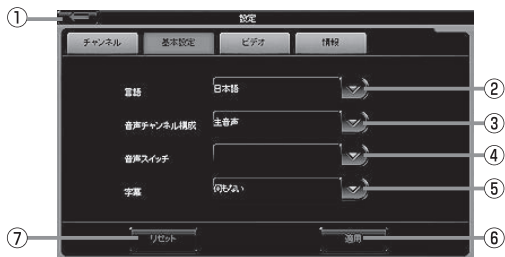 ① 設定
チャンネル 基本設定 ビデオ 情報
言語 日本語 ②
音声チャンネル構成 主音声 ③
音声スイッチ ④
字幕 何もない ⑤
⑦ リセット 適用 ⑥